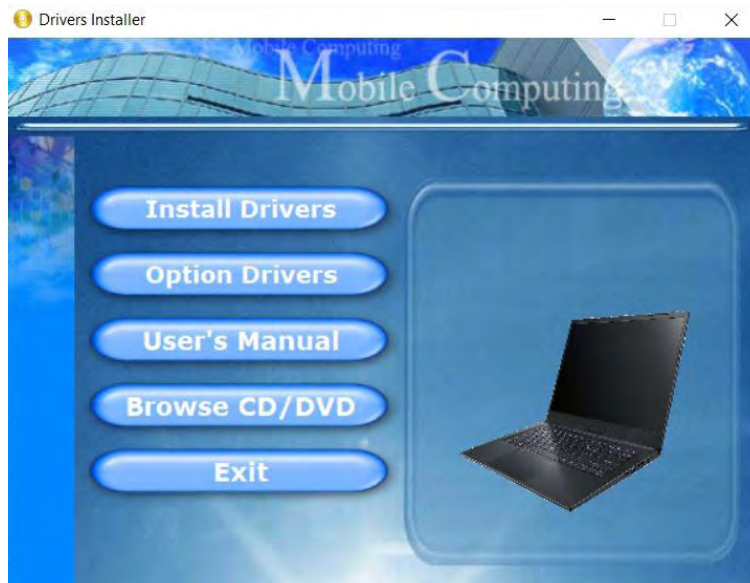 Drivers Installer
Mobile Computing
Mobile Computing
Install Drivers
Option Drivers
User's Manual
Browse CD/DVD
Exit